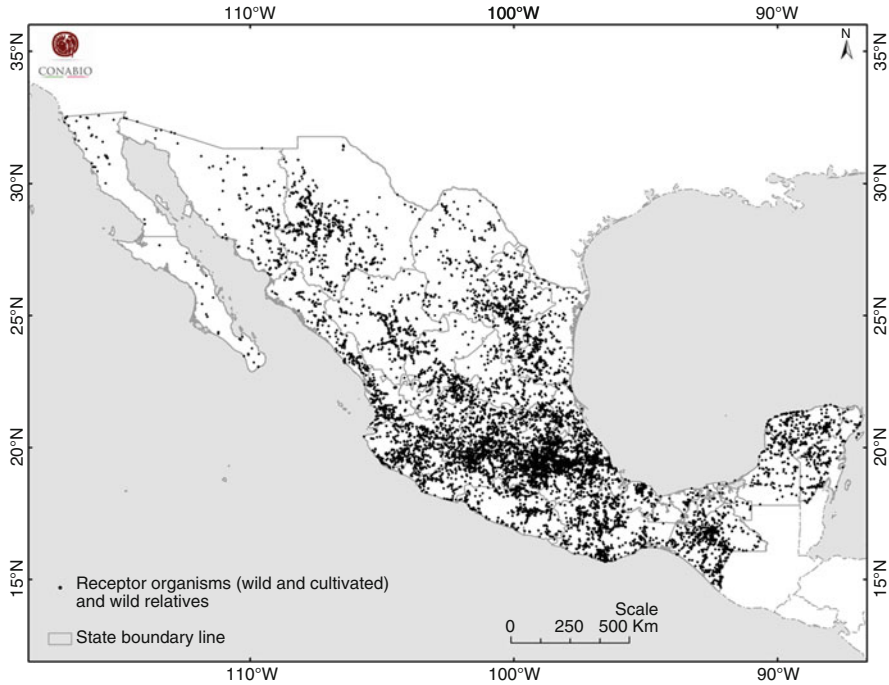 110°W 100°W 90°W
35°N 35°N
CONABIO
N
30°N 30°N
25°N 25°N
20°N 20°N
15°N 15°N
Receptor organisms (wild and cultivated)
and wild relatives
State boundary line
Scale
0 250 500 Km
110°W 100°W 90°W